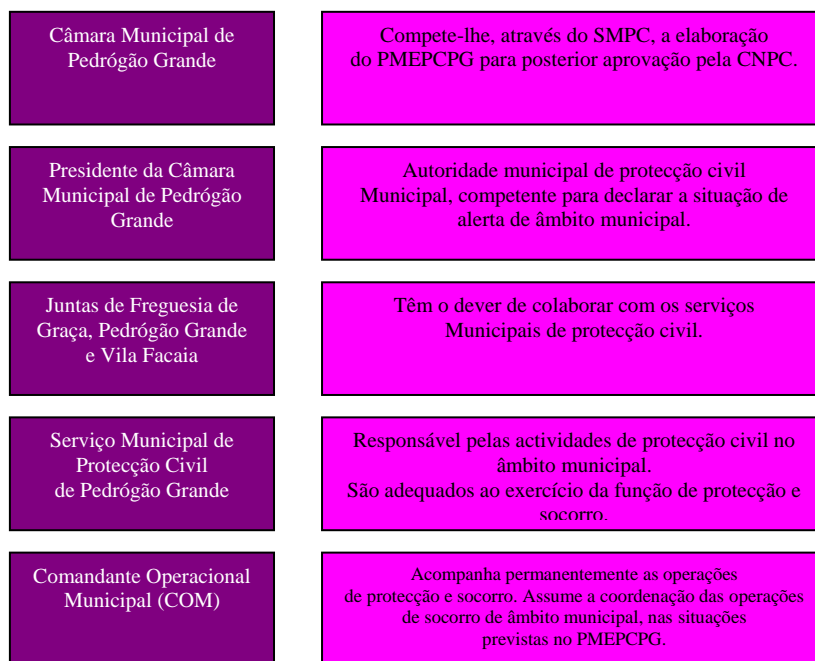 Câmara Municipal de
Pedrógão Grande
Compete-lhe, através do SMPC, a elaboração
do PMEPCPG para posterior aprovação pela CNPC.
Presidente da Câmara
Municipal de Pedrógão
Grande
Autoridade municipal de protecção civil
Municipal, competente para declarar a situação de
alerta de âmbito municipal.
Juntas de Freguesia de
Graça, Pedrógão Grande
e Vila Facaia
Têm o dever de colaborar com os serviços
Municipais de protecção civil.
Serviço Municipal de
Protecção Civil
de Pedrógão Grande
Responsável pelas actividades de protecção civil no
âmbito municipal.
São adequados ao exercício da função de protecção e
socorro.
Comandante Operacional
Municipal (COM)
Acompanha permanentemente as operações
de protecção e socorro. Assume a coordenação das operações
de socorro de âmbito municipal, nas situações
previstas no PMEPCPG.